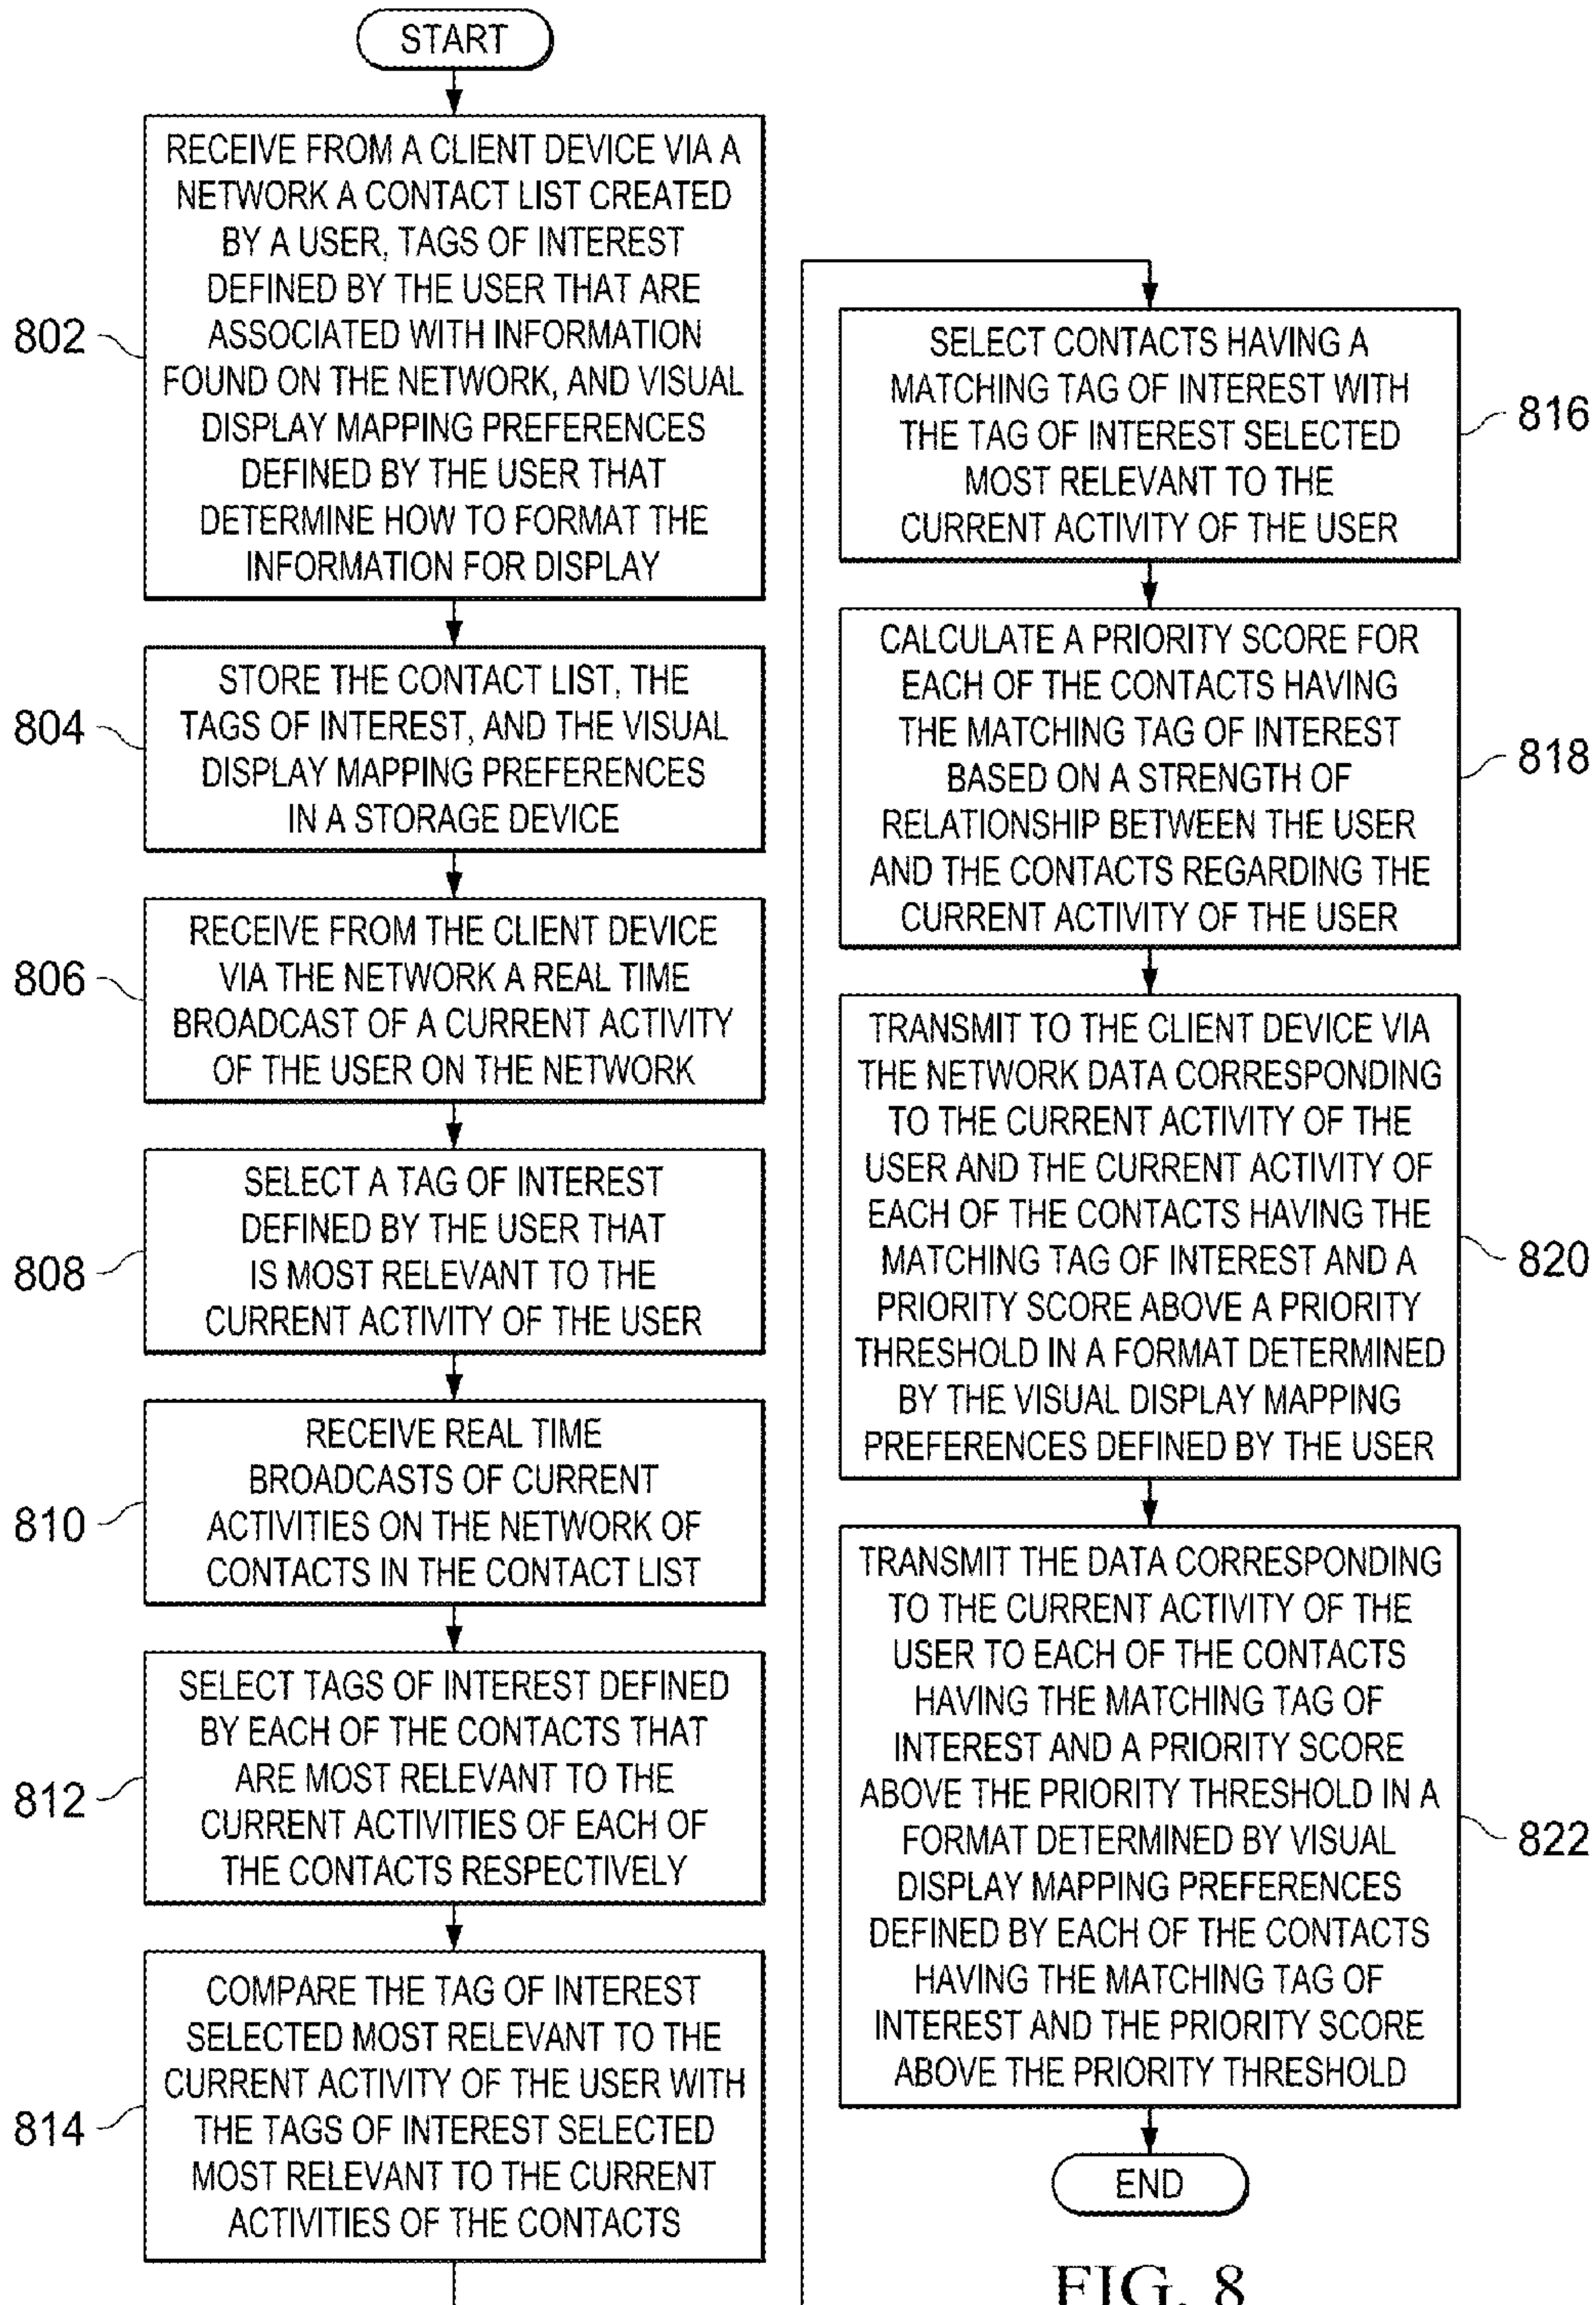 START
802
RECEIVE FROM A CLIENT DEVICE VIA A
NETWORK A CONTACT LIST CREATED
BY A USER, TAGS OF INTEREST
DEFINED BY THE USER THAT ARE
ASSOCIATED WITH INFORMATION
FOUND ON THE NETWORK, AND VISUAL
DISPLAY MAPPING PREFERENCES
DEFINED BY THE USER THAT
DETERMINE HOW TO FORMAT THE
INFORMATION FOR DISPLAY
804
STORE THE CONTACT LIST, THE
TAGS OF INTEREST, AND THE VISUAL
DISPLAY MAPPING PREFERENCES
IN A STORAGE DEVICE
806
RECEIVE FROM THE CLIENT DEVICE
VIA THE NETWORK A REAL TIME
BROADCAST OF A CURRENT ACTIVITY
OF THE USER ON THE NETWORK
808
SELECT A TAG OF INTEREST
DEFINED BY THE USER THAT
IS MOST RELEVANT TO THE
CURRENT ACTIVITY OF THE USER
810
RECEIVE REAL TIME
BROADCASTS OF CURRENT
ACTIVITIES ON THE NETWORK OF
CONTACTS IN THE CONTACT LIST
812
SELECT TAGS OF INTEREST DEFINED
BY EACH OF THE CONTACTS THAT
ARE MOST RELEVANT TO THE
CURRENT ACTIVITIES OF EACH OF
THE CONTACTS RESPECTIVELY
814
COMPARE THE TAG OF INTEREST
SELECTED MOST RELEVANT TO THE
CURRENT ACTIVITY OF THE USER WITH
THE TAGS OF INTEREST SELECTED
MOST RELEVANT TO THE CURRENT
ACTIVITIES OF THE CONTACTS
SELECT CONTACTS HAVING A
MATCHING TAG OF INTEREST WITH
THE TAG OF INTEREST SELECTED
MOST RELEVANT TO THE
CURRENT ACTIVITY OF THE USER
816
CALCULATE A PRIORITY SCORE FOR
EACH OF THE CONTACTS HAVING
THE MATCHING TAG OF INTEREST
BASED ON A STRENGTH OF
RELATIONSHIP BETWEEN THE USER
AND THE CONTACTS REGARDING THE
CURRENT ACTIVITY OF THE USER
818
TRANSMIT TO THE CLIENT DEVICE VIA
THE NETWORK DATA CORRESPONDING
TO THE CURRENT ACTIVITY OF THE
USER AND THE CURRENT ACTIVITY OF
EACH OF THE CONTACTS HAVING THE
MATCHING TAG OF INTEREST AND A
PRIORITY SCORE ABOVE A PRIORITY
THRESHOLD IN A FORMAT DETERMINED
BY THE VISUAL DISPLAY MAPPING
PREFERENCES DEFINED BY THE USER
820
TRANSMIT THE DATA CORRESPONDING
TO THE CURRENT ACTIVITY OF THE
USER TO EACH OF THE CONTACTS
HAVING THE MATCHING TAG OF
INTEREST AND A PRIORITY SCORE
ABOVE THE PRIORITY THRESHOLD IN A
FORMAT DETERMINED BY VISUAL
DISPLAY MAPPING PREFERENCES
DEFINED BY EACH OF THE CONTACTS
HAVING THE MATCHING TAG OF
INTEREST AND THE PRIORITY SCORE
ABOVE THE PRIORITY THRESHOLD
822
END
FIG. 8